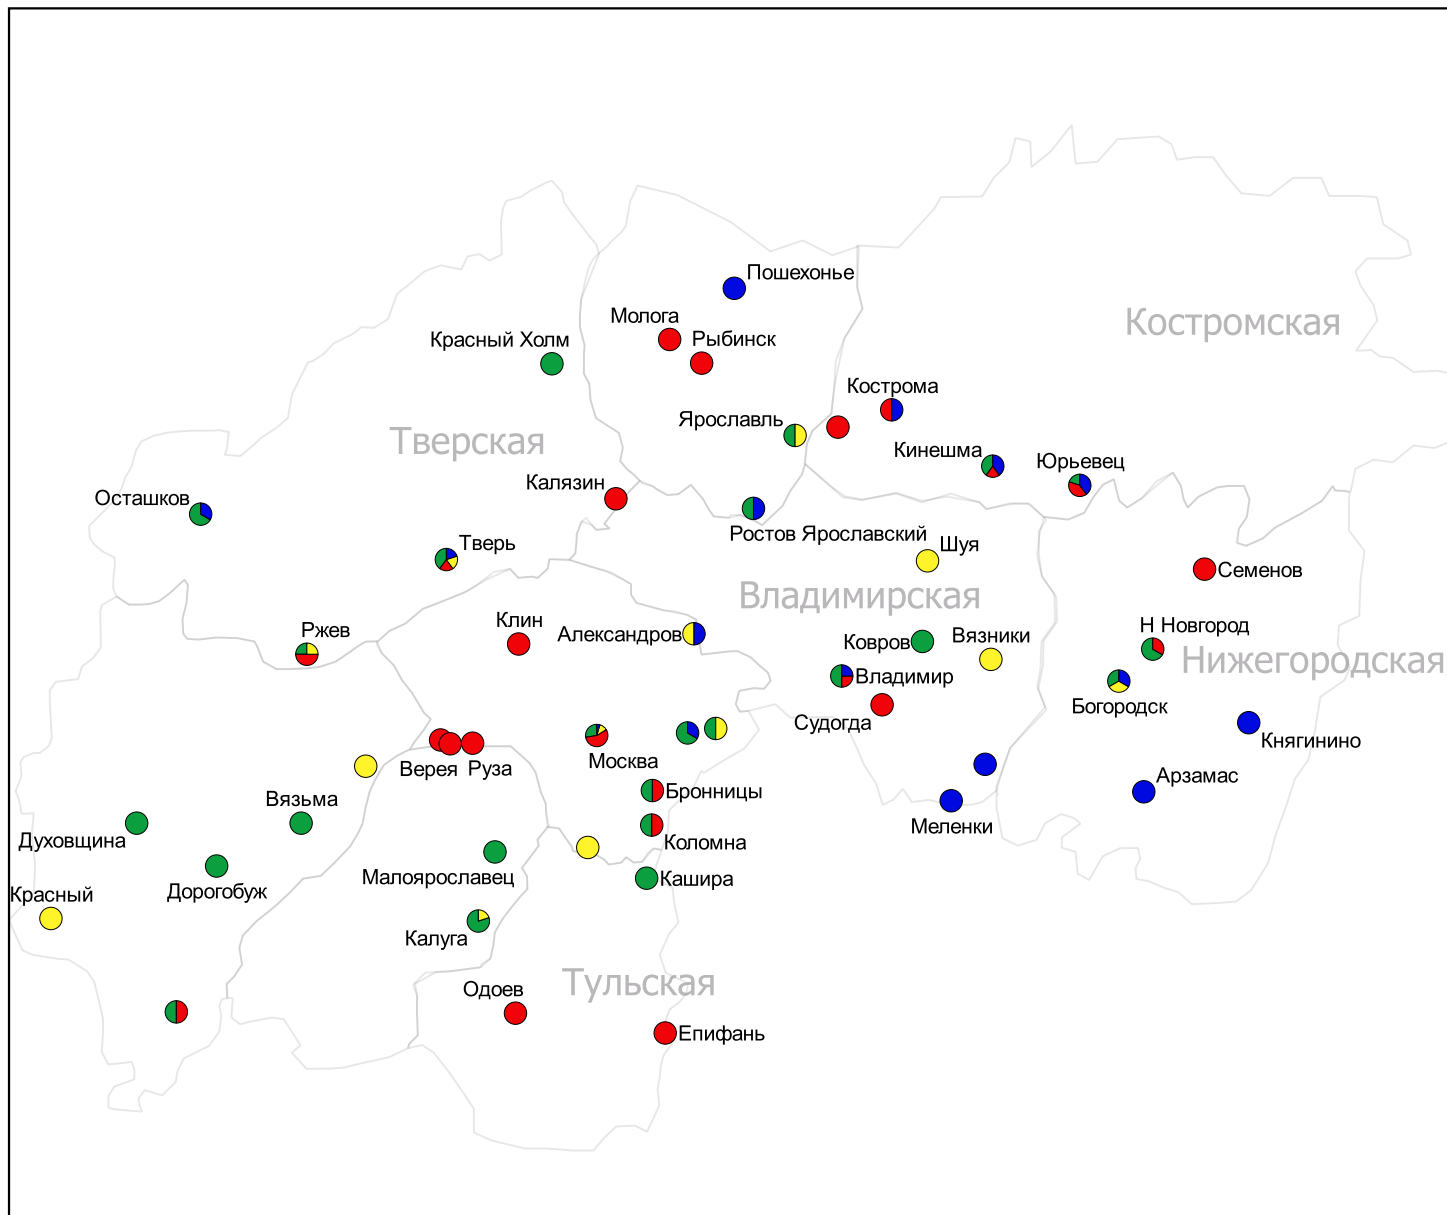 Пошехонье
Молога
Рыбинск
Костромская
Красный Холм
Кострома
Ярославль
Тверская
Кинешма
Юрьевец
Калязин
Осташков
Ростов Ярославский
Тверь
Шуя
Семенов
Владимирская
Клин
Н Новгород
Ржев
Александров
Ковров
Вязники
Нижегородская
Владимир
Богородск
Судогда
Княгинино
Москва
Верея
Руза
Арзамас
Бронницы
Вязьма
Меленки
Духовщина
Коломна
Малоярославец
Кашира
Дорогобуж
Красный
Калуга
Тульская
Одоев
Епифань